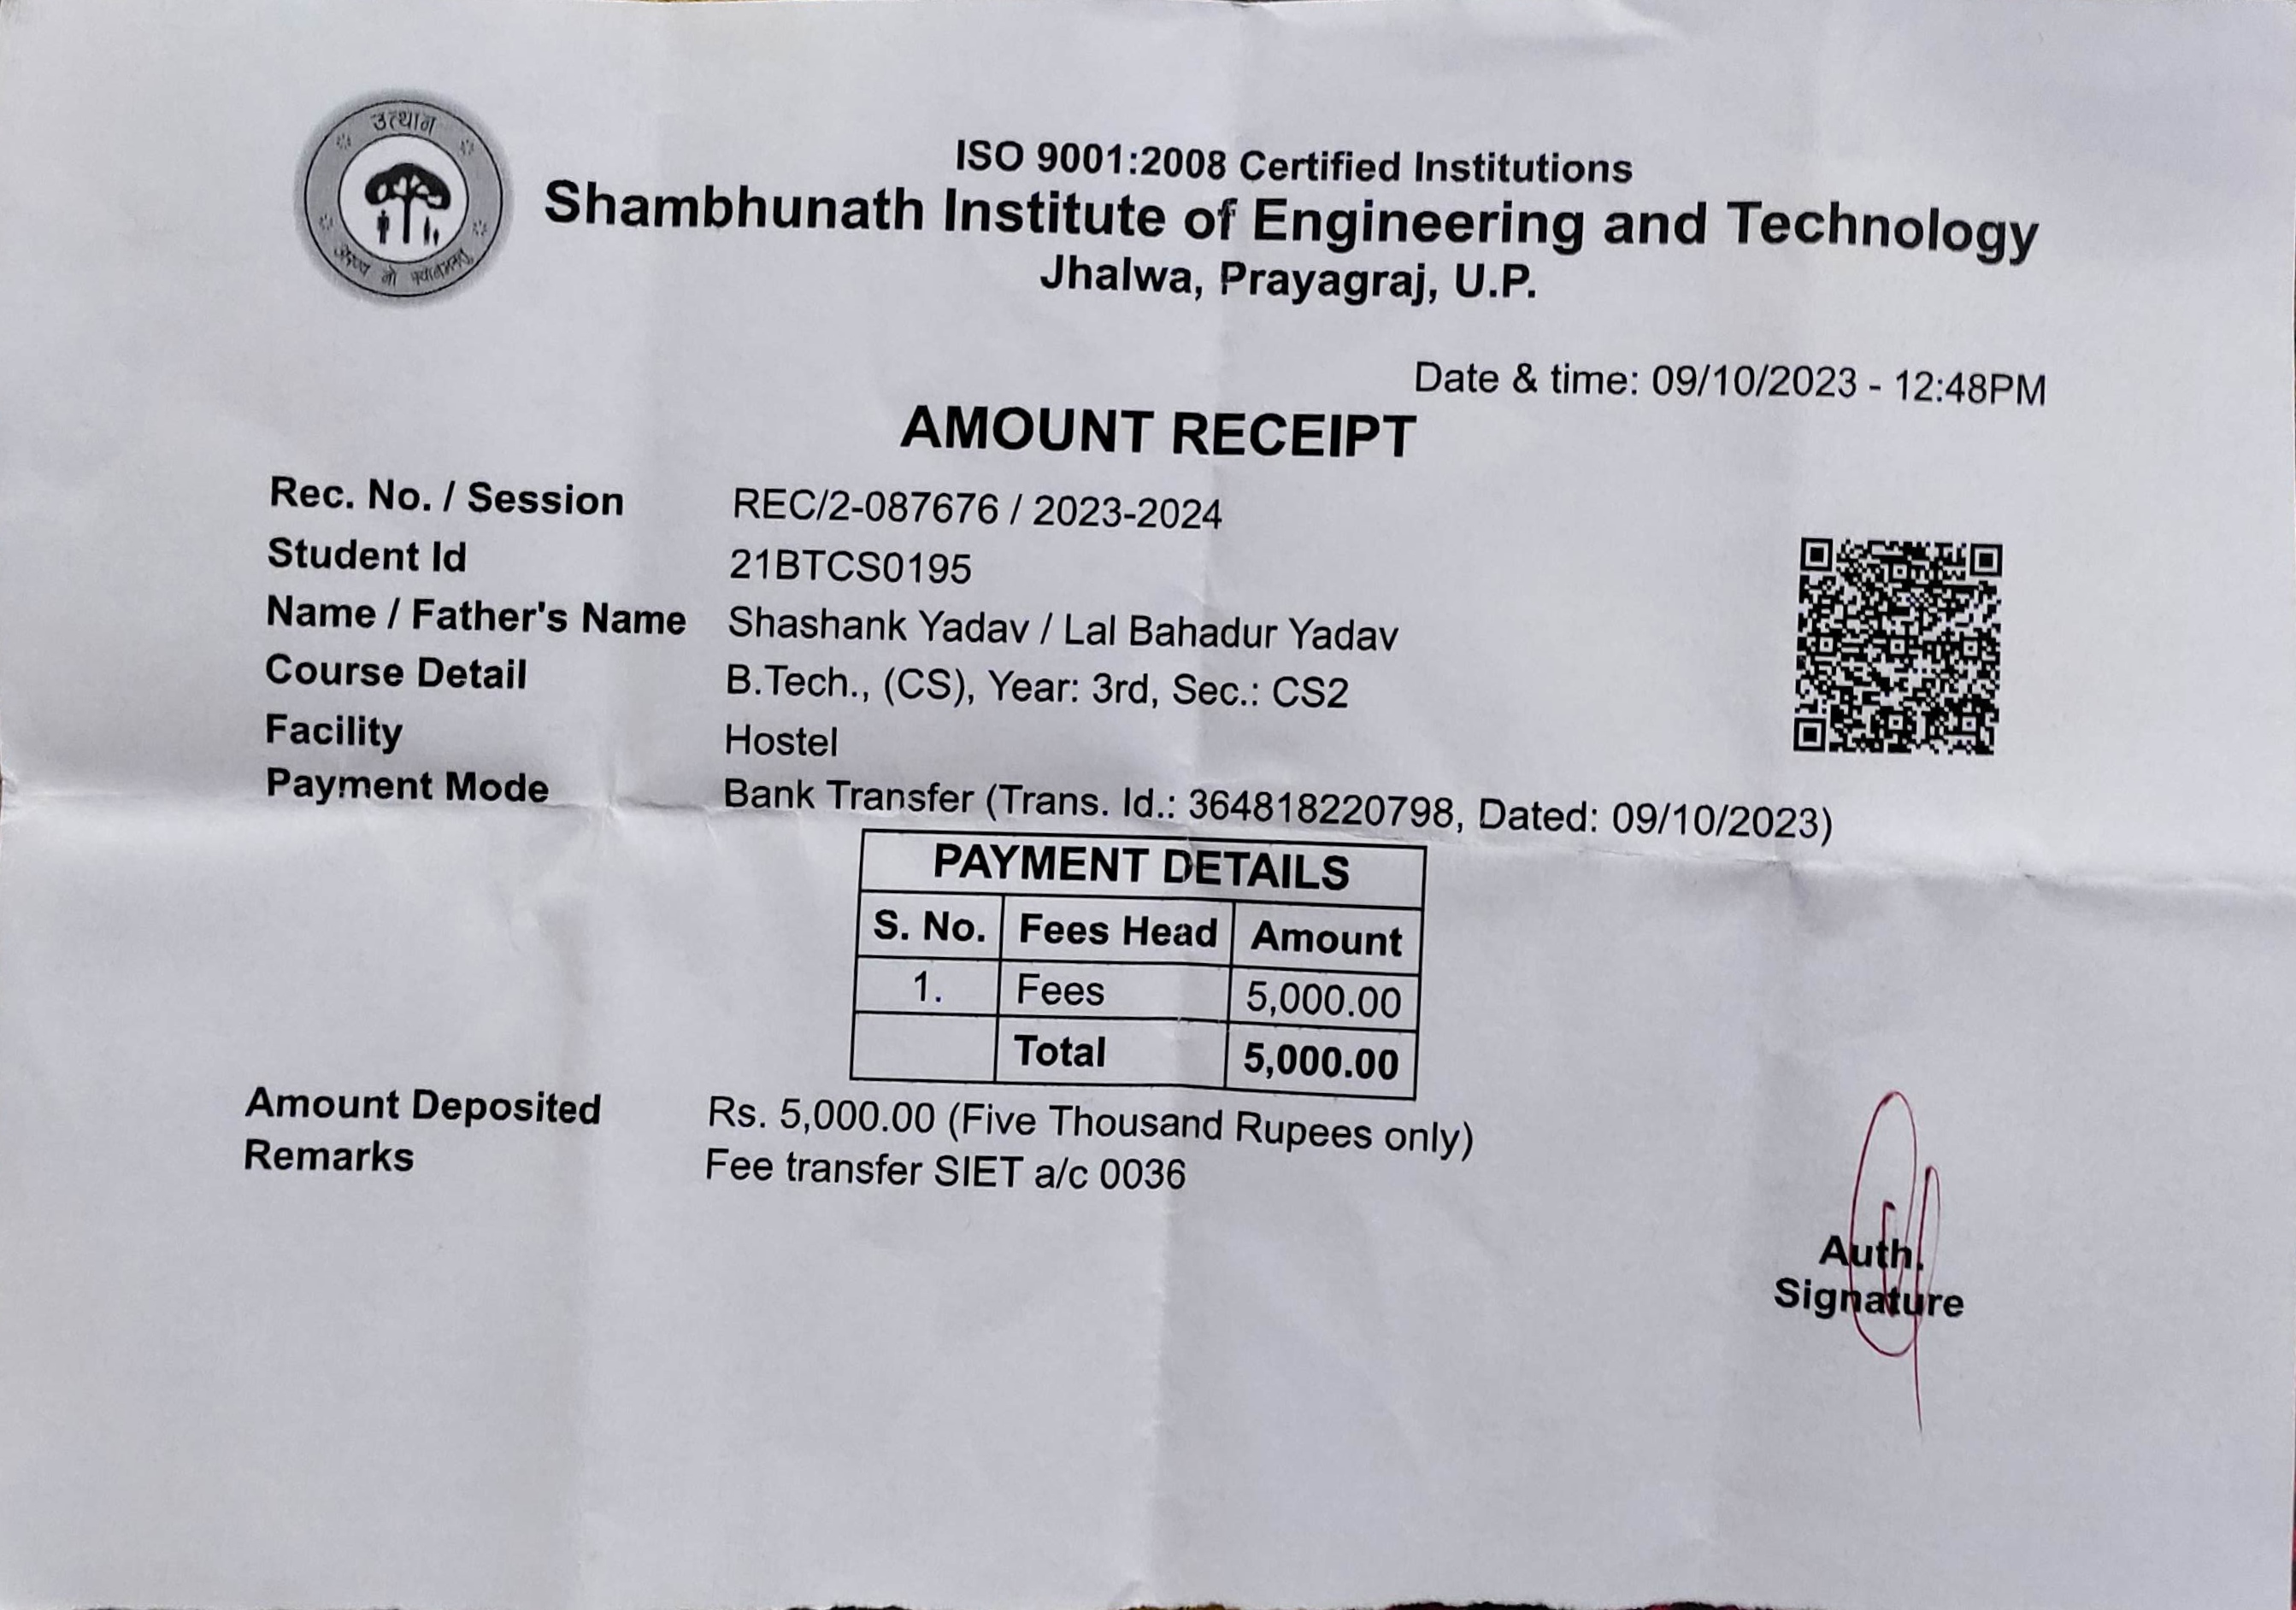 उत्थान
ISO 9001:2008 Certified Institutions
Shambhunath Institute of Engineering and Technology
Jhalwa, Prayagraj, U.P.
Date & time: 09/10/2023 - 12:48PM
AMOUNT RECEIPT
Rec. No. / Session REC/2-087676 / 2023-2024
Student Id 21BTCS0195
Name / Father's Name Shashank Yadav / Lal Bahadur Yadav
Course Detail B.Tech., (CS), Year: 3rd, Sec.: CS2
Facility Hostel
Payment Mode Bank Transfer (Trans. Id.: 364818220798, Dated: 09/10/2023)
PAYMENT DETAILS
S. No. Fees Head Amount
1. Fees 5,000.00
Total 5,000.00
Amount Deposited Rs. 5,000.00 (Five Thousand Rupees only)
Remarks Fee transfer SIET a/c 0036
Auth.
Signature